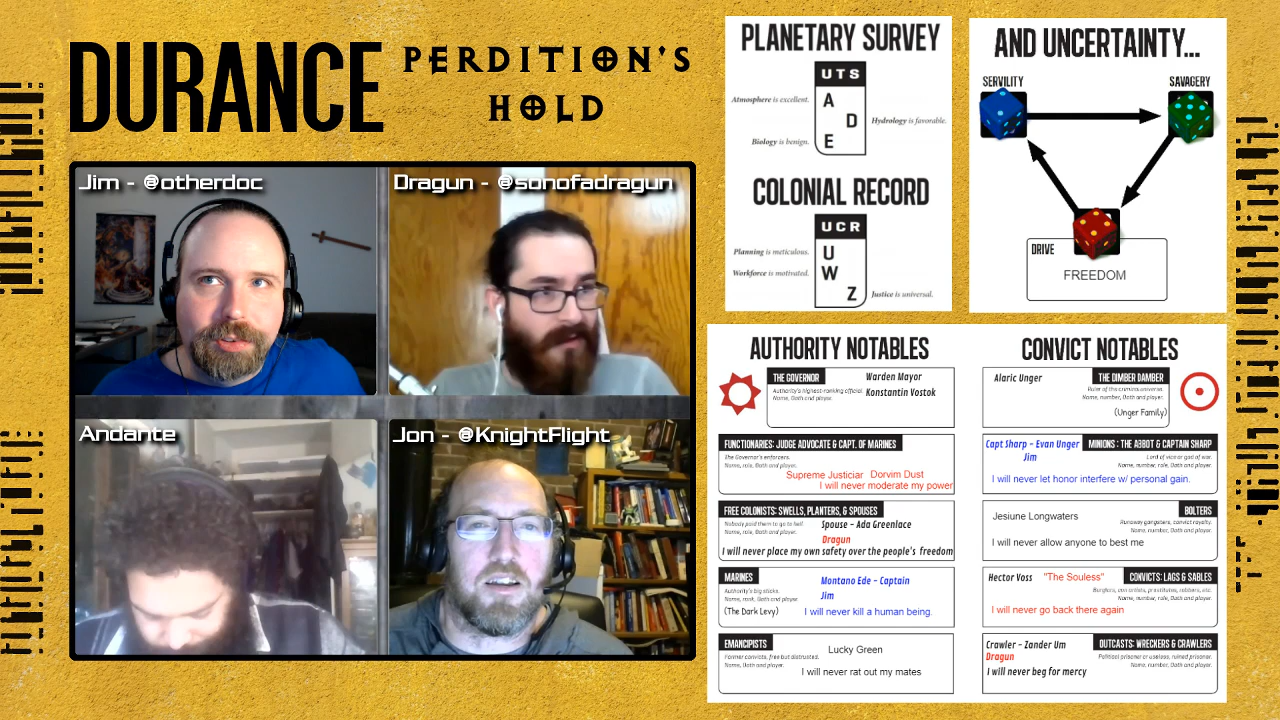 DURANCE
PERDITION'S
HOLD
Jim - @otherdoc
Dragun - @sonofadragun
Andante
Jon - @KnightFlight
PLANETARY SURVEY
UTS
A
D
E
Atmosphere is excellent.
Hydrology is favorable.
Biology is benign.
COLONIAL RECORD
UCR
U
W
Z
Planning is meticulous.
Workforce is motivated.
Justice is universal.
AND UNCERTAINTY...
SERVILITY
SAVAGERY
DRIVE
FREEDOM
AUTHORITY NOTABLES
THE GOVERNOR
Authority's highest-ranking official.
Name, Oath and player.
Warden Mayor
Konstantin Vostok
FUNCTIONARIES: JUDGE ADVOCATE & CAPT. OF MARINES
The Governor's enforcers.
Name, role, Oath and player.
Supreme Justiciar Dorvim Dust
I will never moderate my power
FREE COLONISTS: SWELLS, PLANTERS, & SPOUSES
Nobody paid them to go to hell.
Name, role, Oath and player.
Spouse - Ada Greenlace
Dragun
I will never place my own safety over the people's freedom
MARINES
Authority's big sticks.
Name, rank, Oath and player.
(The Dark Levy)
Montano Ede - Captain
Jim
I will never kill a human being.
EMANCIPISTS
Former convicts, free but distrusted.
Name, Oath and player.
Lucky Green
I will never rat out my mates
CONVICT NOTABLES
Alaric Unger
THE DIMBER DAMBER
Ruler of the criminal universe.
Name, number, Oath and player.
(Unger Family)
Capt Sharp - Evan Unger
Jim
MINIONS : THE ABBOT & CAPTAIN SHARP
Lord of vice or god of war.
Name, number, role, Oath and player.
I will never let honor interfere w/ personal gain.
BOLTERS
Jesiune Longwaters
Runaway gangsters, convict royalty.
Name, number, Oath and player.
I will never allow anyone to best me
Hector Voss "The Souless"
CONVICTS: LAGS & SABLES
Burglars, con artists, prostitutes, robbers, etc.
Name, number, Oath and player.
I will never go back there again
Crawler - Zander Um
Dragun
OUTCASTS: WRECKERS & CRAWLERS
Political prisoner or useless, ruined prisoner.
Name, number, Oath and player.
I will never beg for mercy